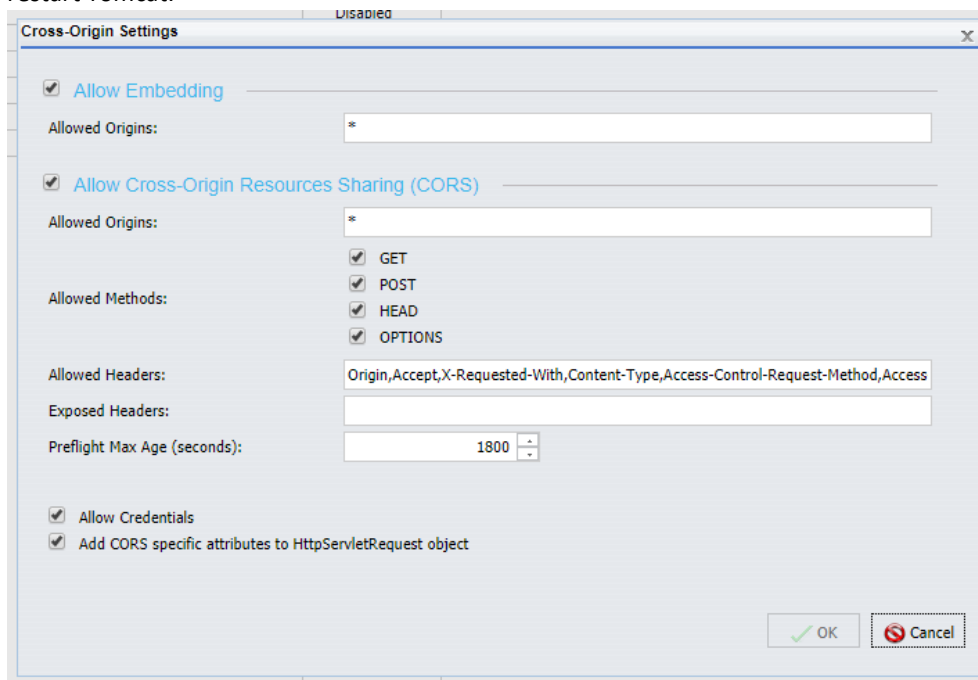 restart Tomcat.
Disabled
Cross-Origin Settings
x
Allow Embedding
Allowed Origins: *
Allow Cross-Origin Resources Sharing (CORS)
Allowed Origins: *
GET
POST
Allowed Methods:
HEAD
OPTIONS
Allowed Headers: Origin,Accept,X-Requested-With,Content-Type,Access-Control-Request-Method,Access
Exposed Headers:
Preflight Max Age (seconds): 1800
Allow Credentials
Add CORS specific attributes to HttpServletRequest object
OK Cancel